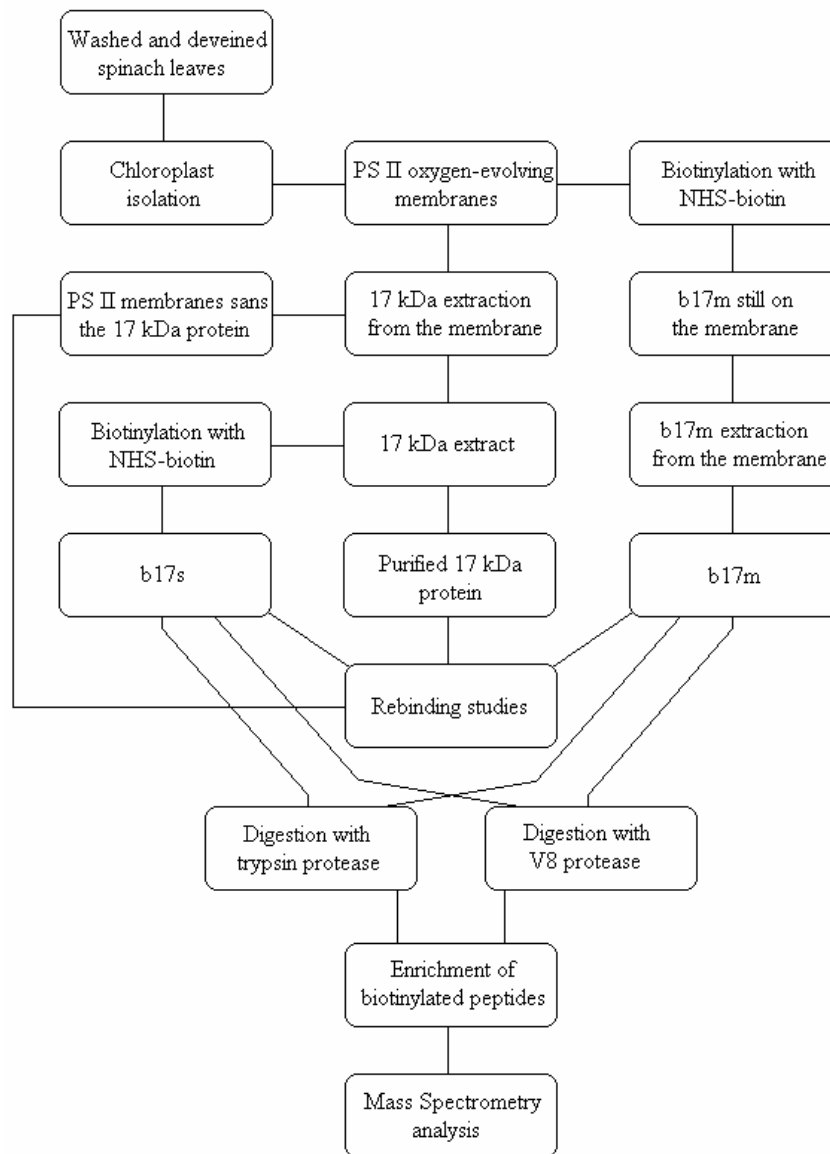 Washed and deveined
spinach leaves
Chloroplast
isolation
PS II oxygen-evolving
membranes
Biotinylation with
NHS-biotin
PS II membranes sans
the 17 kDa protein
17 kDa extraction
from the membrane
b17m still on
the membrane
Biotinylation with
NHS-biotin
17 kDa extract
b17m extraction
from the membrane
b17s
Purified 17 kDa
protein
b17m
Rebinding studies
Digestion with
trypsin protease
Digestion with
V8 protease
Enrichment of
biotinylated peptides
Mass Spectrometry
analysis